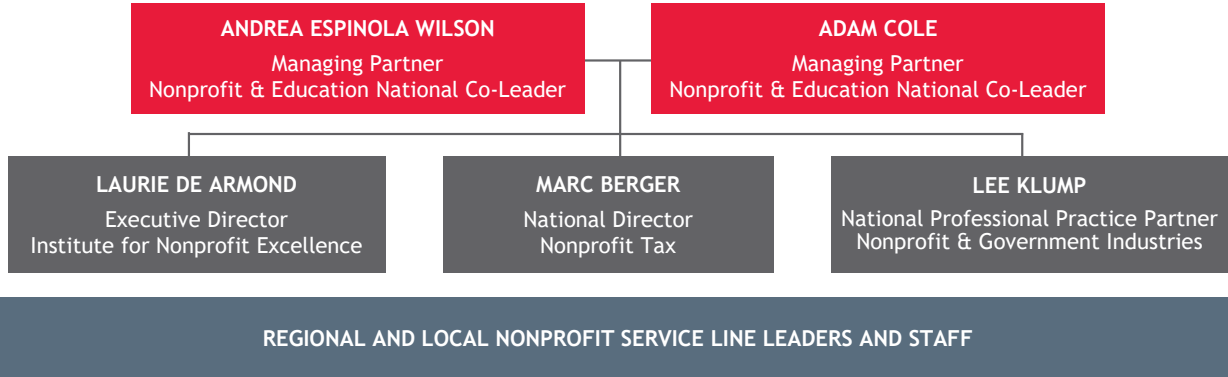 ANDREA ESPINOLA WILSON
Managing Partner
Nonprofit & Education National Co-Leader
ADAM COLE
Managing Partner
Nonprofit & Education National Co-Leader
LAURIE DE ARMOND
Executive Director
Institute for Nonprofit Excellence
MARC BERGER
National Director
Nonprofit Tax
LEE KLUMP
National Professional Practice Partner
Nonprofit & Government Industries
REGIONAL AND LOCAL NONPROFIT SERVICE LINE LEADERS AND STAFF